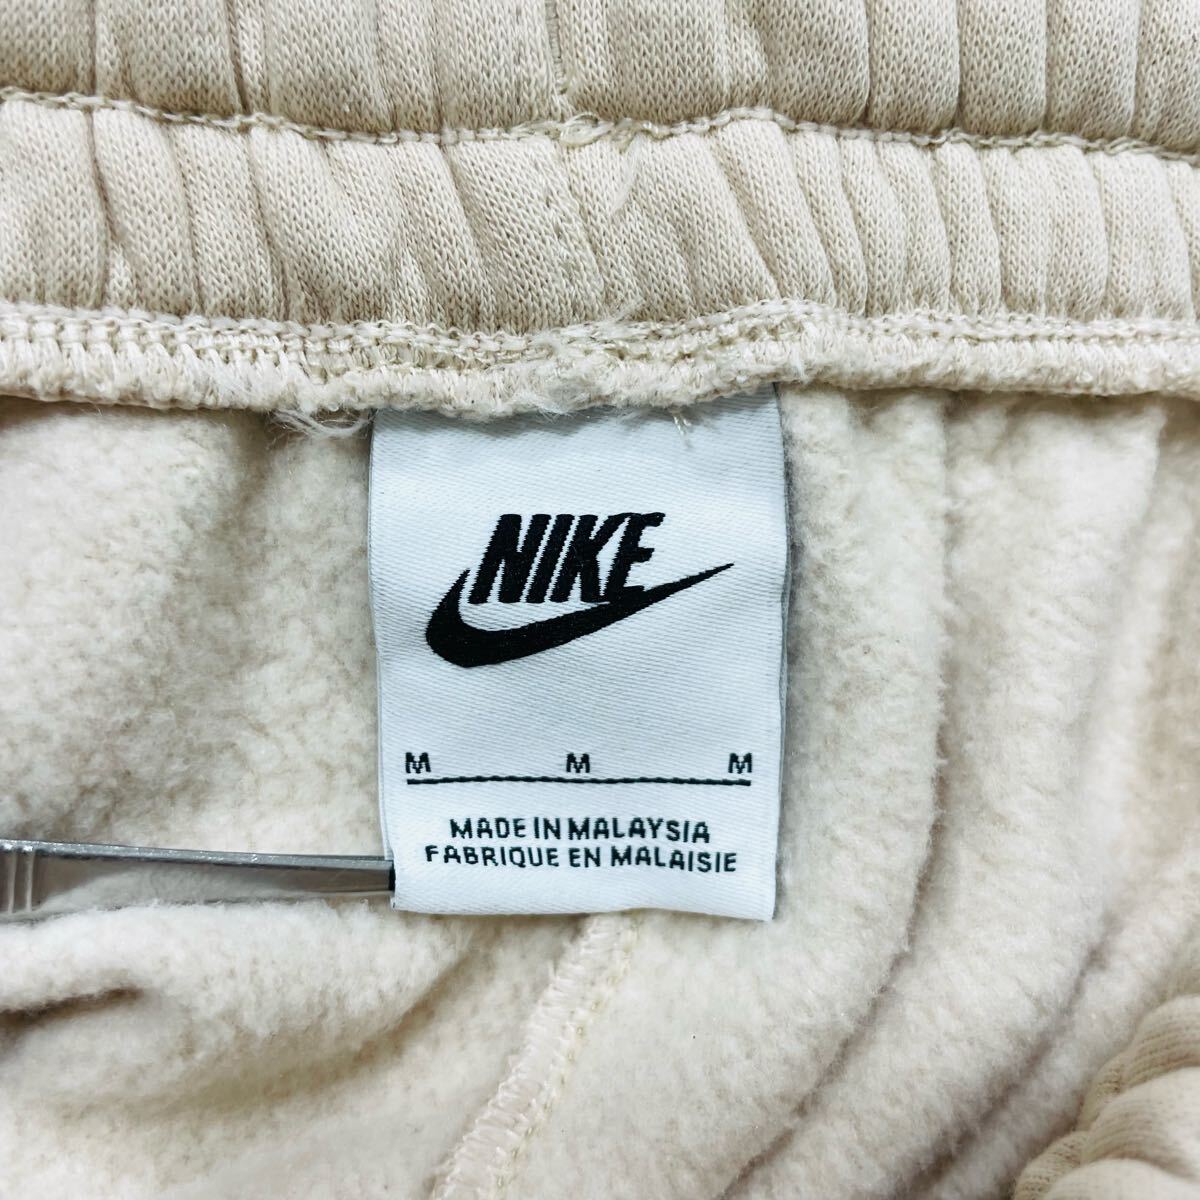 NIKE
M M M
MADE IN MALAYSIA
FABRIQUE EN MALAISIE